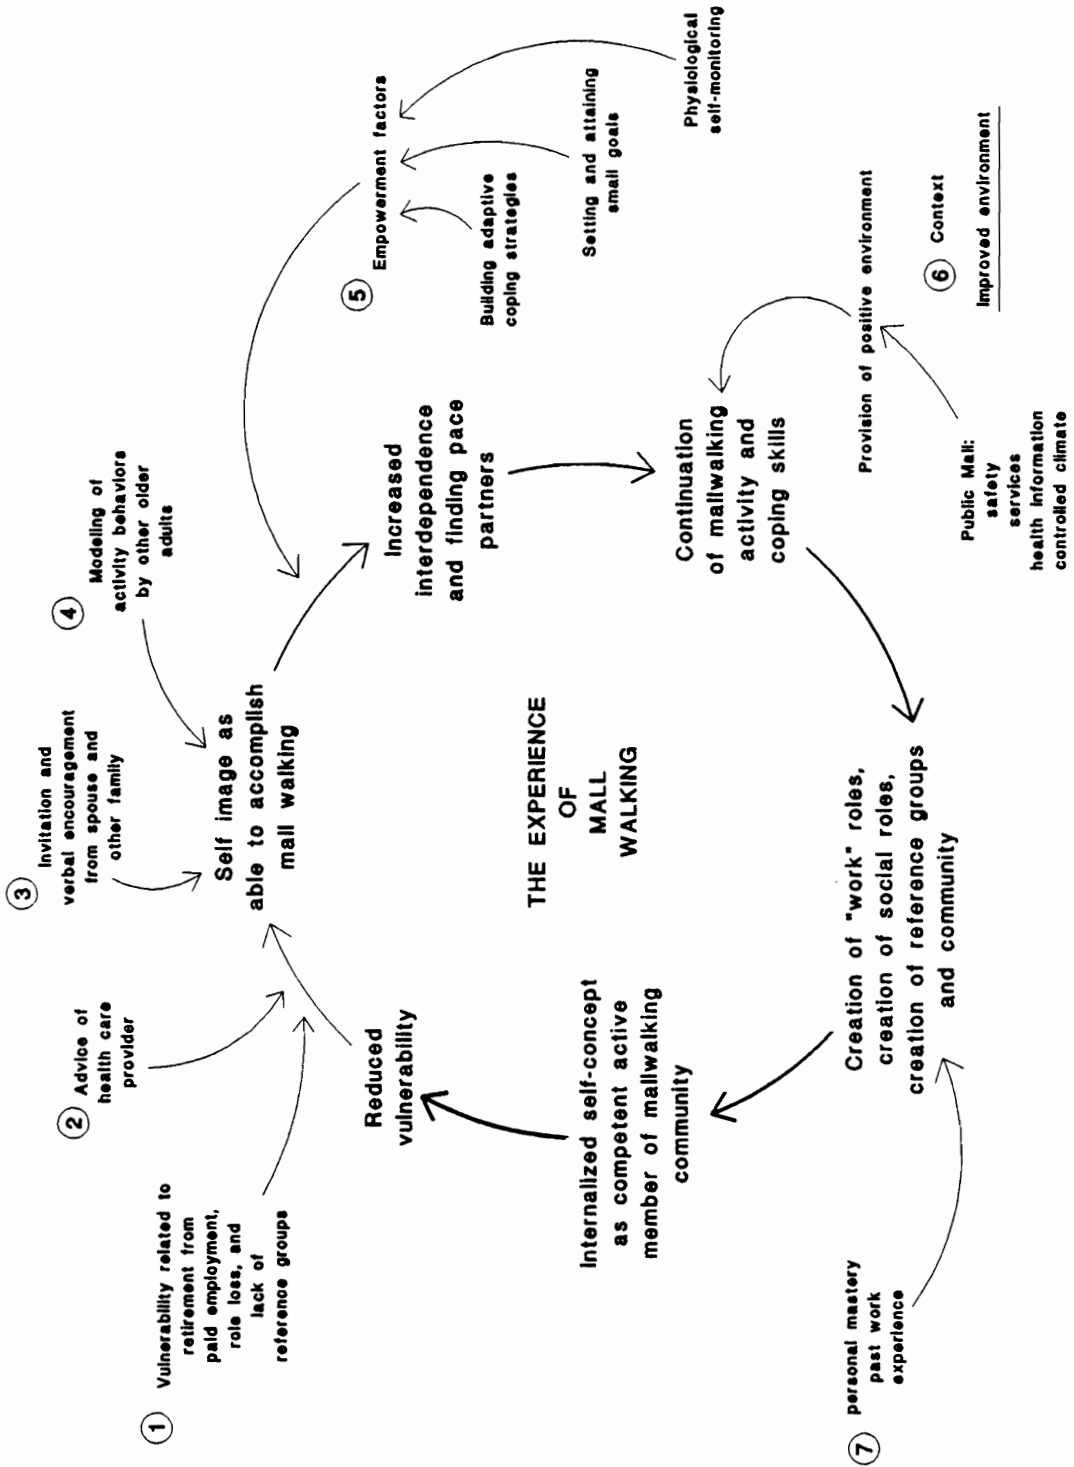 1
Vulnerability related to
retirement from
paid employment,
role loss, and
lack of
reference groups
2
Advice of
health care
provider
3
Invitation and
verbal encouragement
from spouse and
other family
4
Modeling of
activity behaviors
by other older
adults
5
Empowerment factors
Building adaptive
coping strategies
Setting and attaining
small goals
Physiological
self-monitoring
Self image as
able to accomplish
mall walking
Increased
interdependence
and finding pace
partners
Continuation
of mallwalking
activity and
coping skills
Provision of positive environment
6
Context
Improved environment
Public Mall:
safety
services
health information
controlled climate
THE EXPERIENCE
OF
MALL
WALKING
Creation of "work" roles,
creation of social roles,
creation of reference groups
and community
7
personal mastery
past work
experience
Internalized self-concept
as competent active
member of mallwalking
community
Reduced
vulnerability